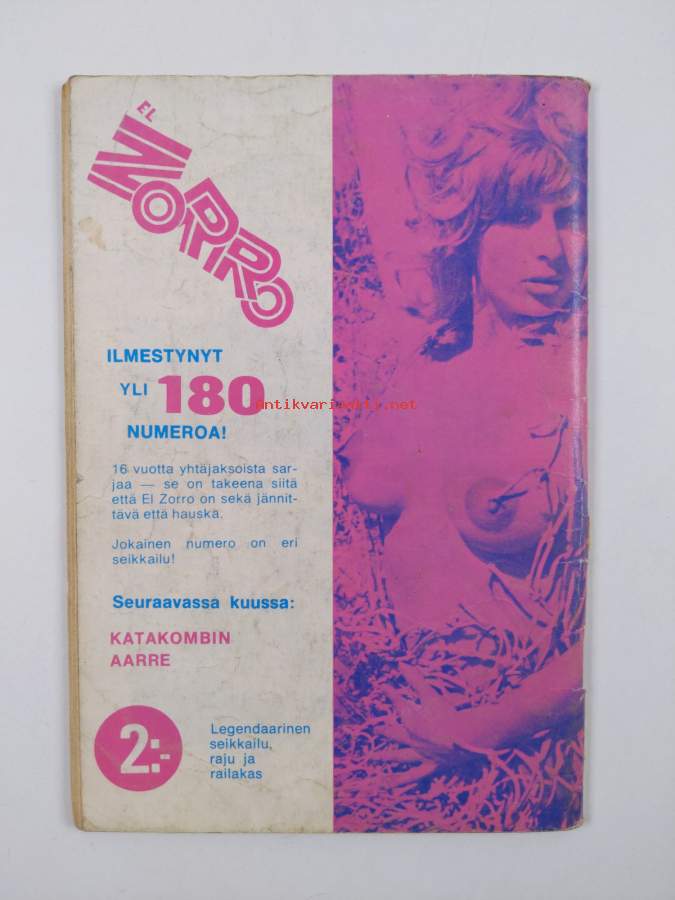 EL
ZORRO
ILMESTYNYT
YLI 180
NUMEROA!
antikvariaatti.net
16 vuotta yhtäjaksoista sar-
jaa — se on takeena siitä
että El Zorro on sekä jännit-
tävä että hauska.
Jokainen numero on eri
seikkailu!
Seuraavassa kuussa:
KATAKOMBIN
AARRE
2:-
Legendaarinen
seikkailu,
raju ja
railakas